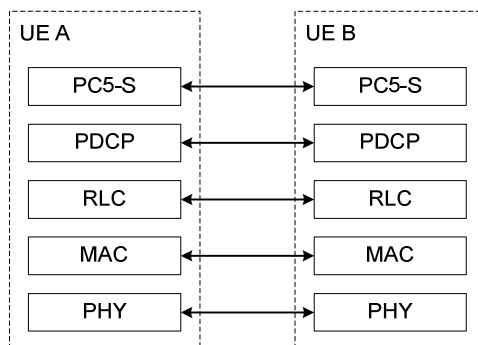 UE A UE B
PC5-S PC5-S
PDCP PDCP
RLC RLC
MAC MAC
PHY PHY